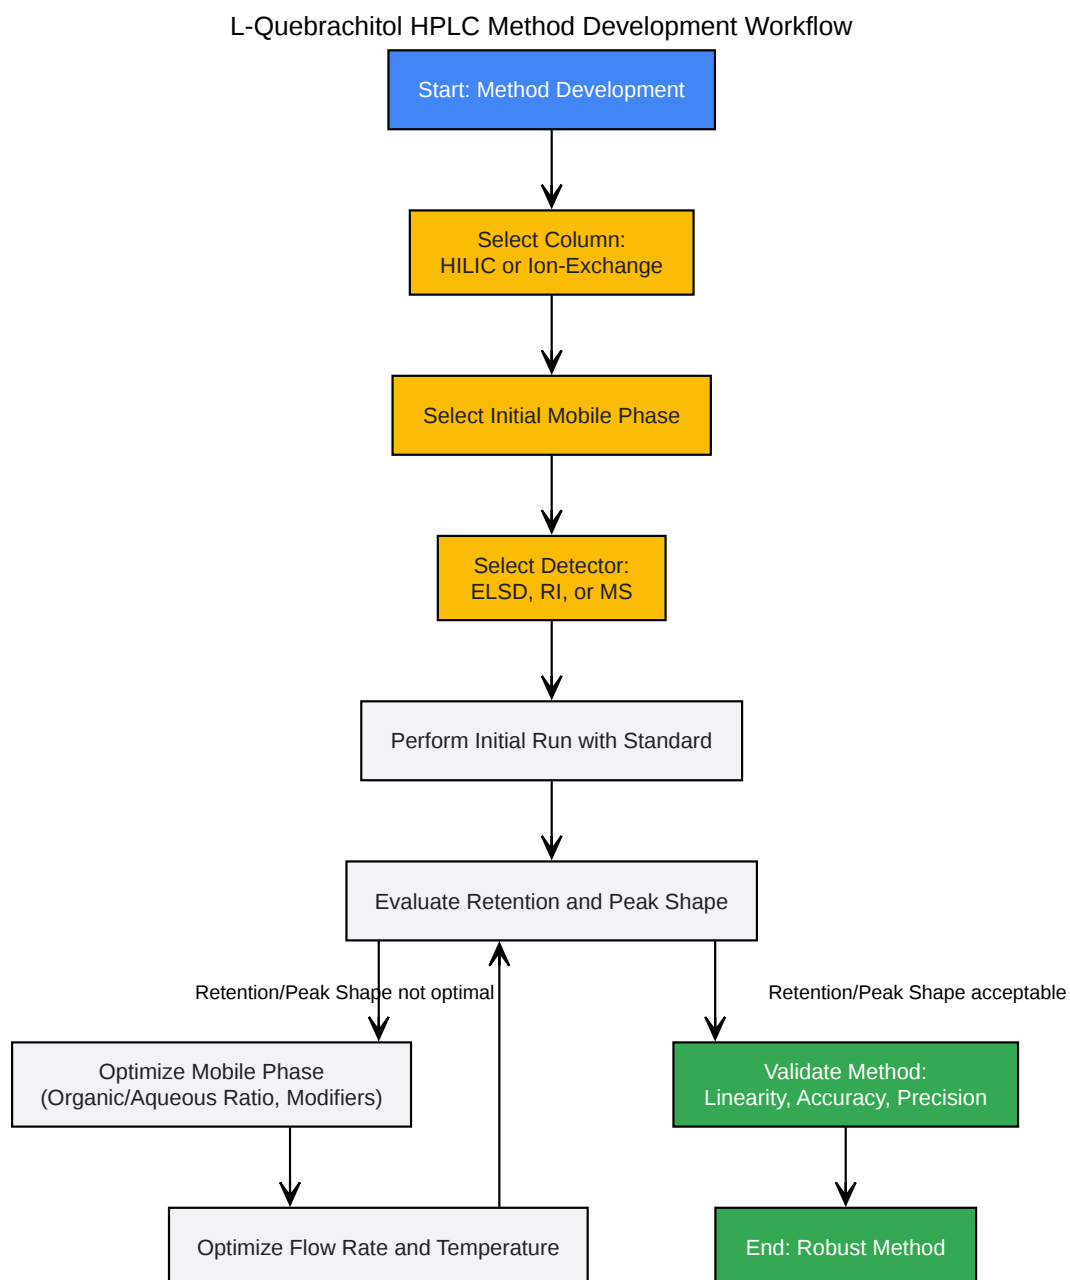 L-Quebrachitol HPLC Method Development Workflow
Start: Method Development
Select Column:
HILIC or Ion-Exchange
Select Initial Mobile Phase
Select Detector:
ELSD, RI, or MS
Perform Initial Run with Standard
Evaluate Retention and Peak Shape
Retention/Peak Shape not optimal
Retention/Peak Shape acceptable
Optimize Mobile Phase
(Organic/Aqueous Ratio, Modifiers)
Validate Method:
Linearity, Accuracy, Precision
Optimize Flow Rate and Temperature
End: Robust Method